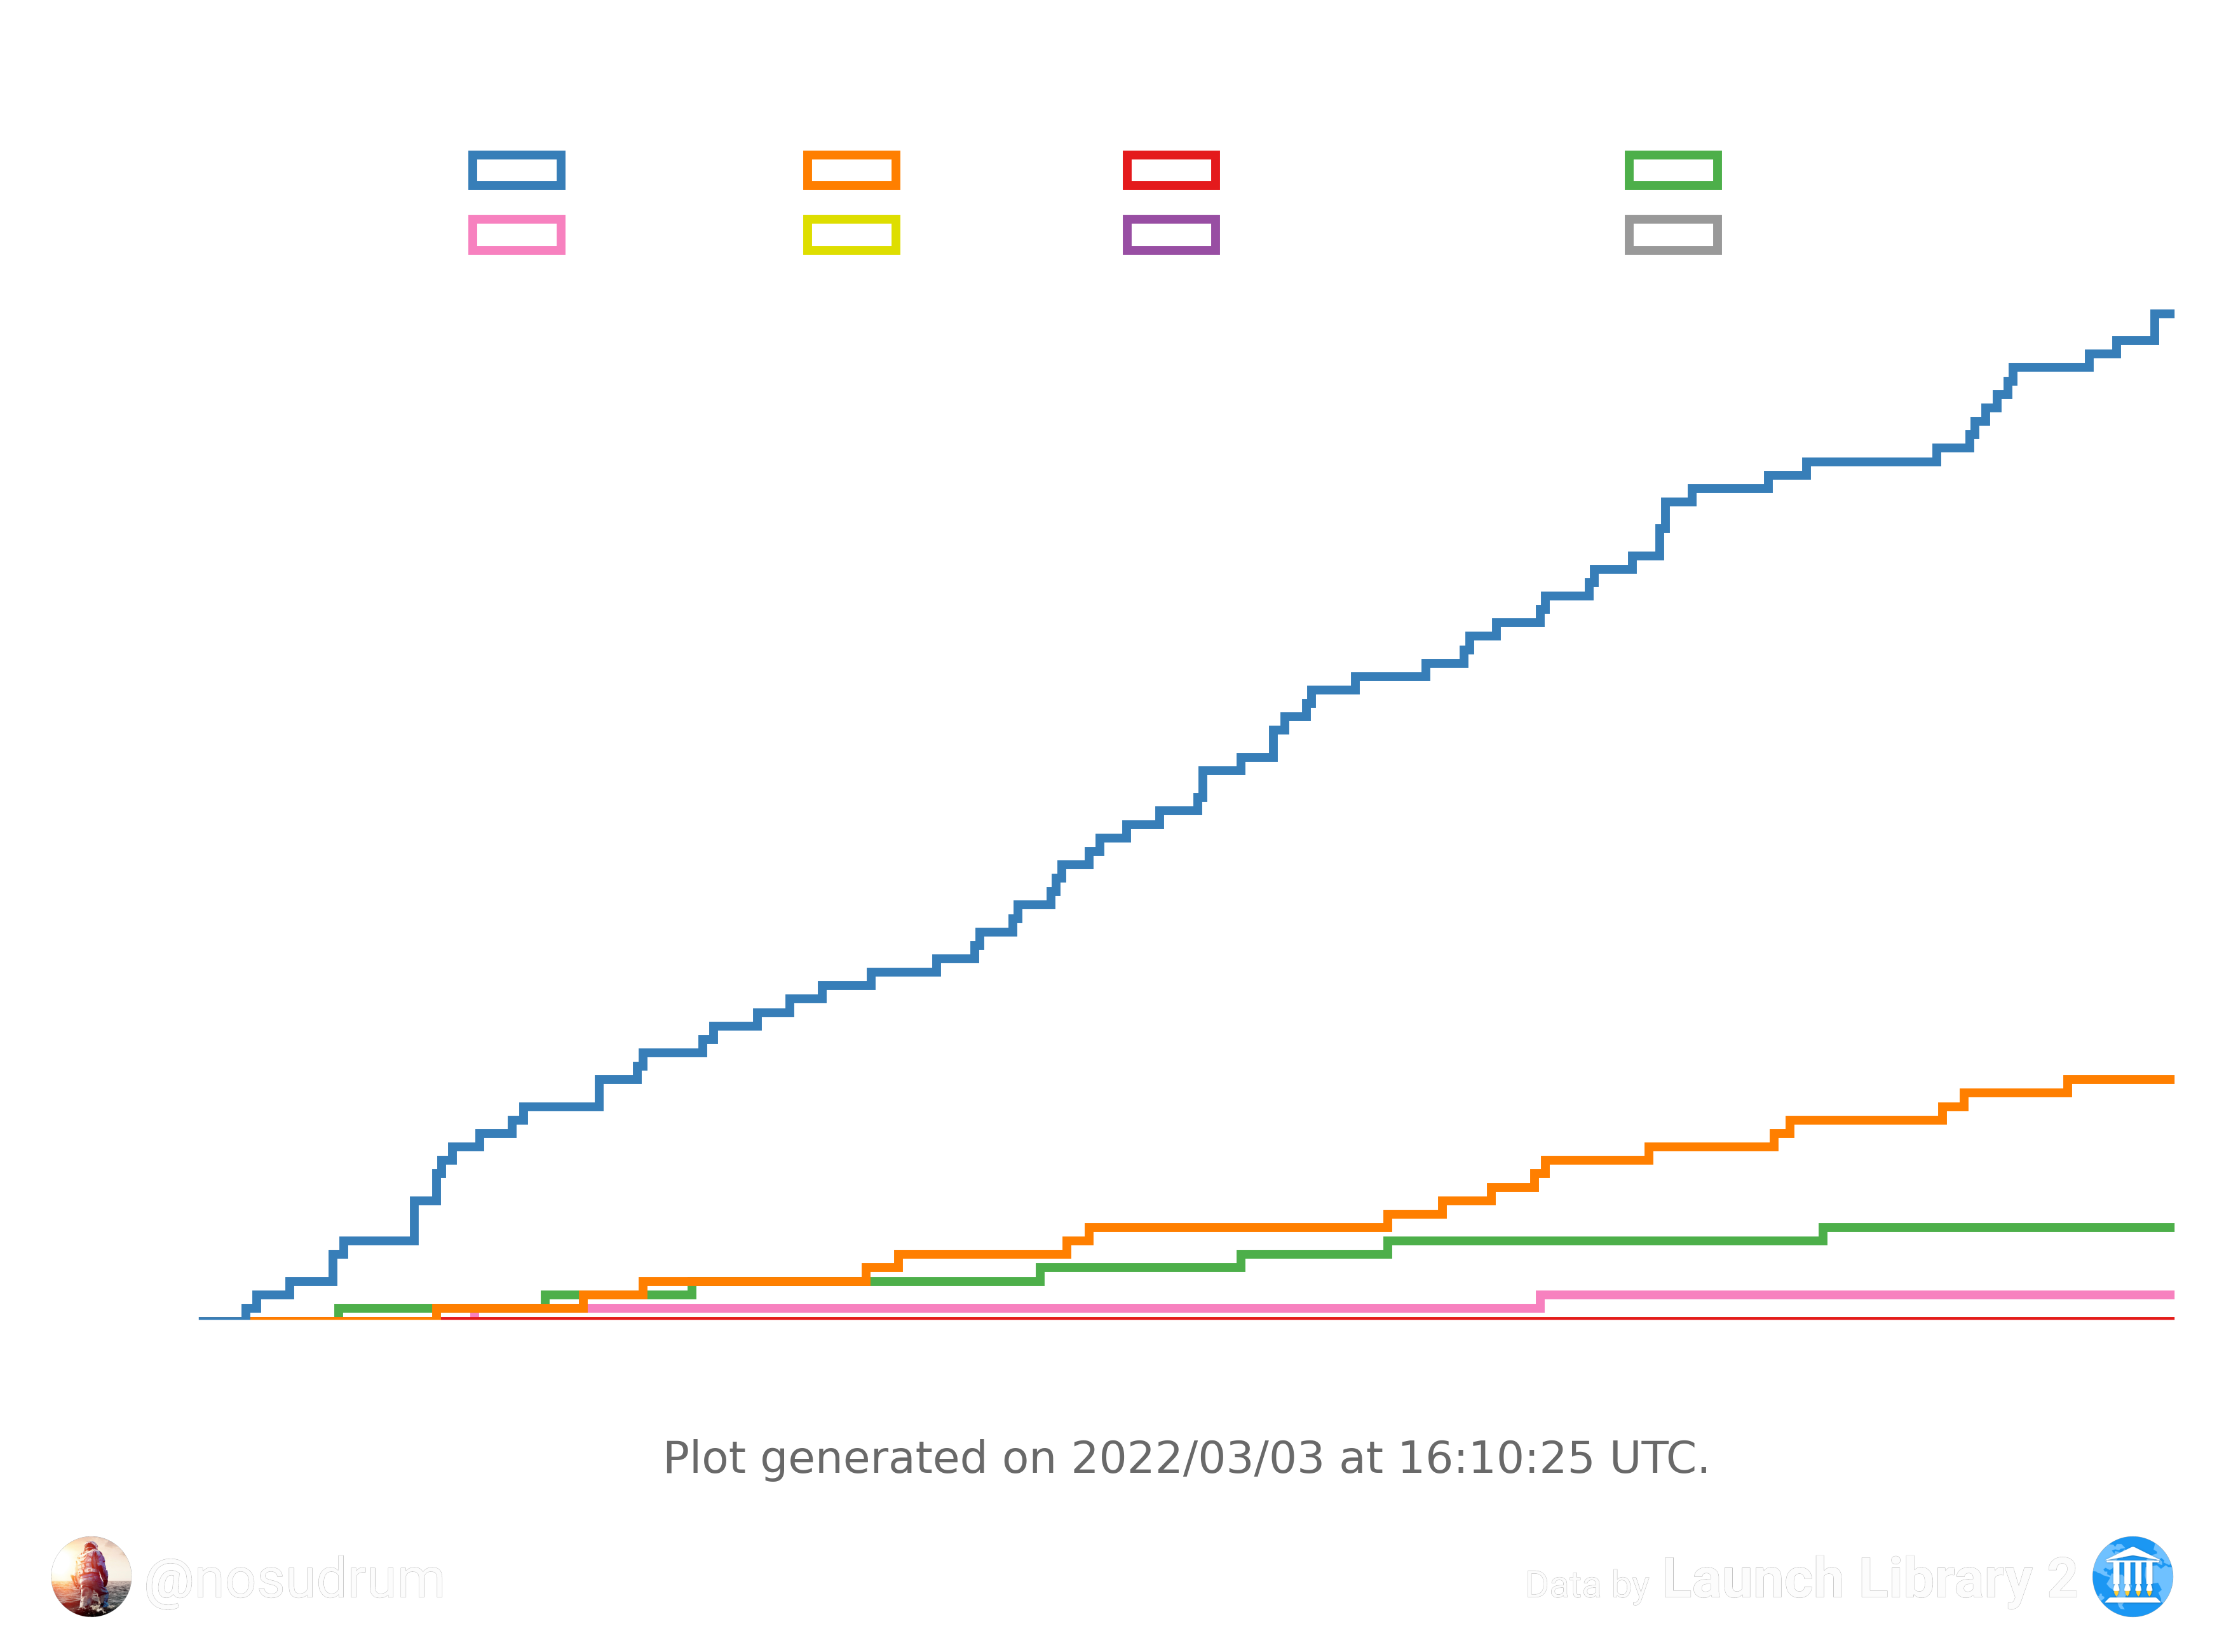 Plot generated on 2022/03/03 at 16:10:25 UTC.
@nosudrum
Data by Launch Library 2